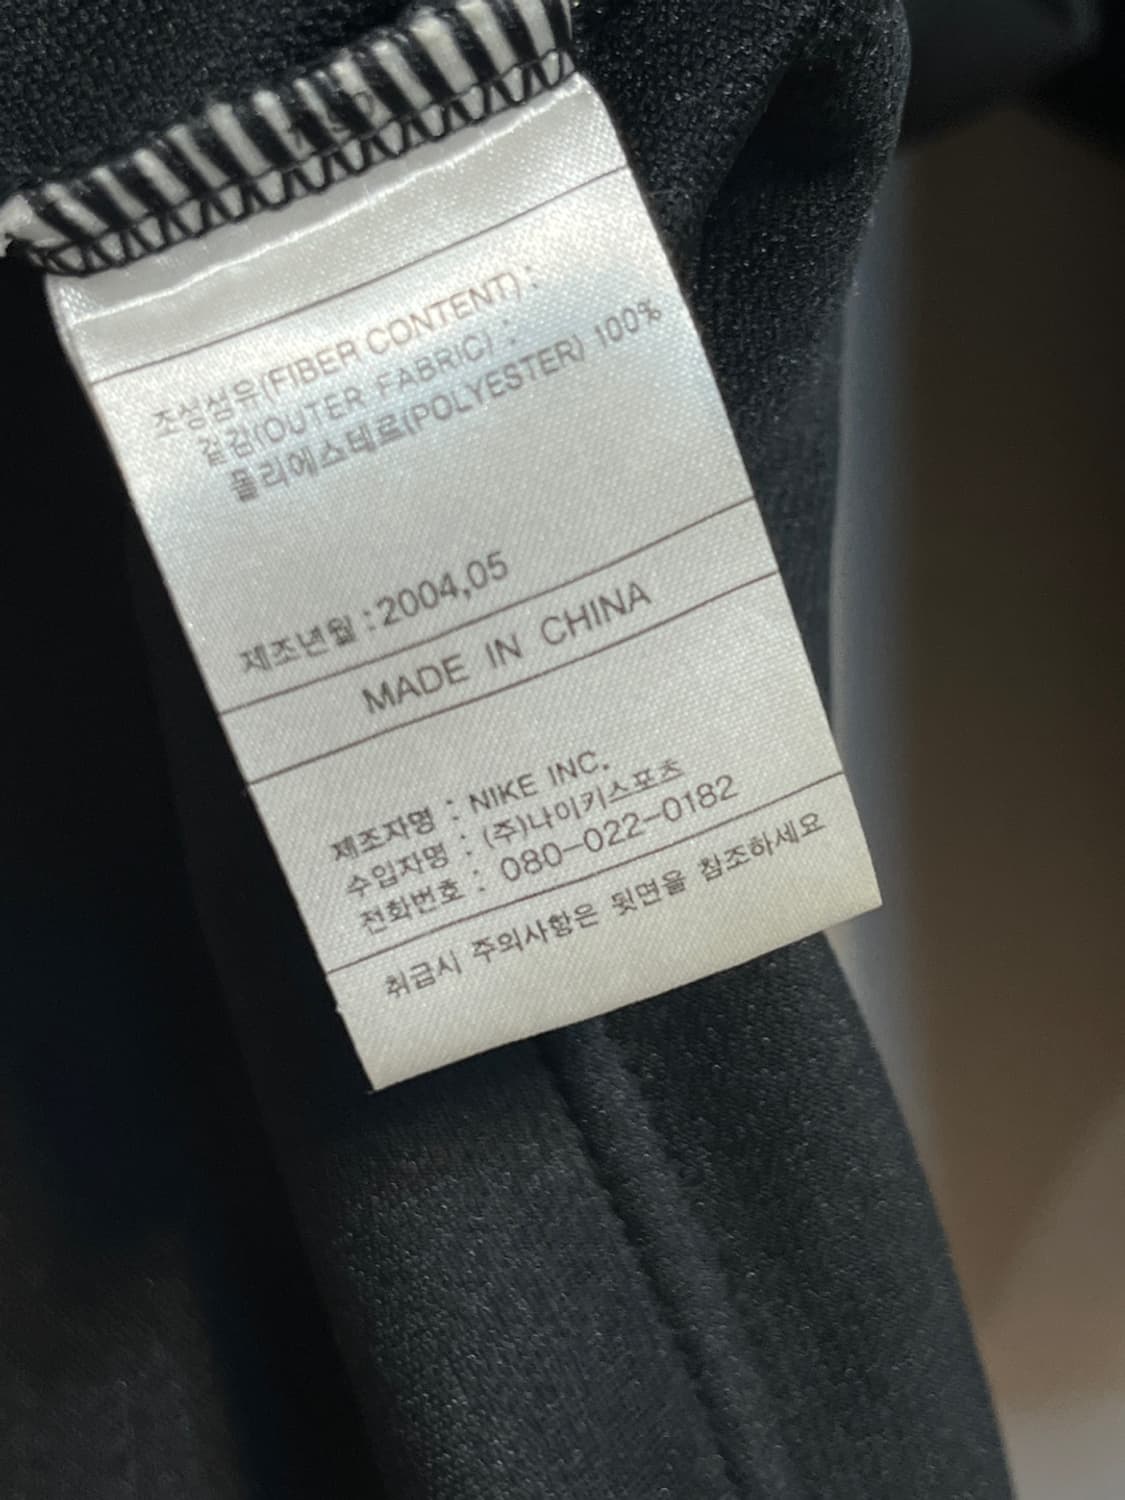 조성섬유(FIBER CONTENT) :
겉감(OUTER FABRIC) :
폴리에스테르(POLYESTER) 100%
제조년월 : 2004,05
MADE IN CHINA
제조자명 : NIKE INC.
수입자명 : (주)나이키스포츠
전화번호 : 080-022-0182
취급시 주의사항은 뒷면을 참조하세요